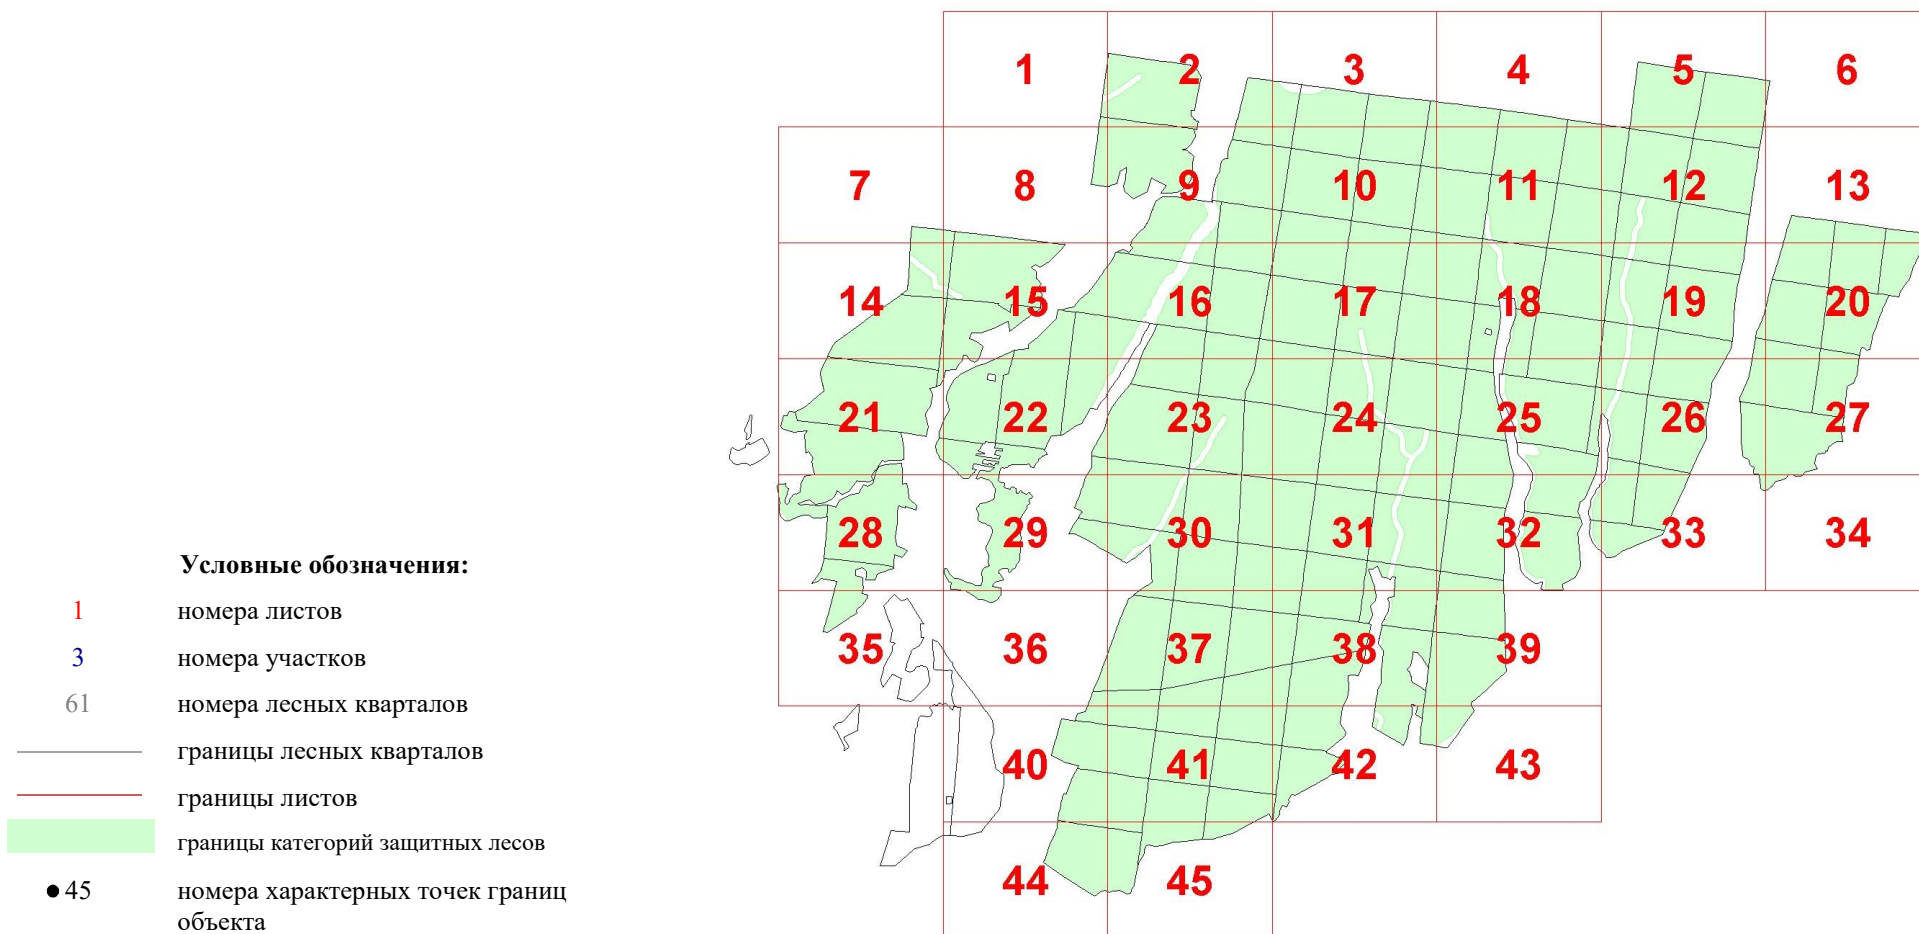 1 2 3 4 5 6
7 8 9 10 11 12 13
14 15 16 17 18 19 20
21 22 23 24 25 26 27
28 29 30 31 32 33 34
35 36 37 38 39
40 41 42 43
44 45
Условные обозначения:
1 номера листов
3 номера участков
61 номера лесных кварталов
границы лесных кварталов
границы листов
границы категорий защитных лесов
45 номера характерных точек границ
объекта